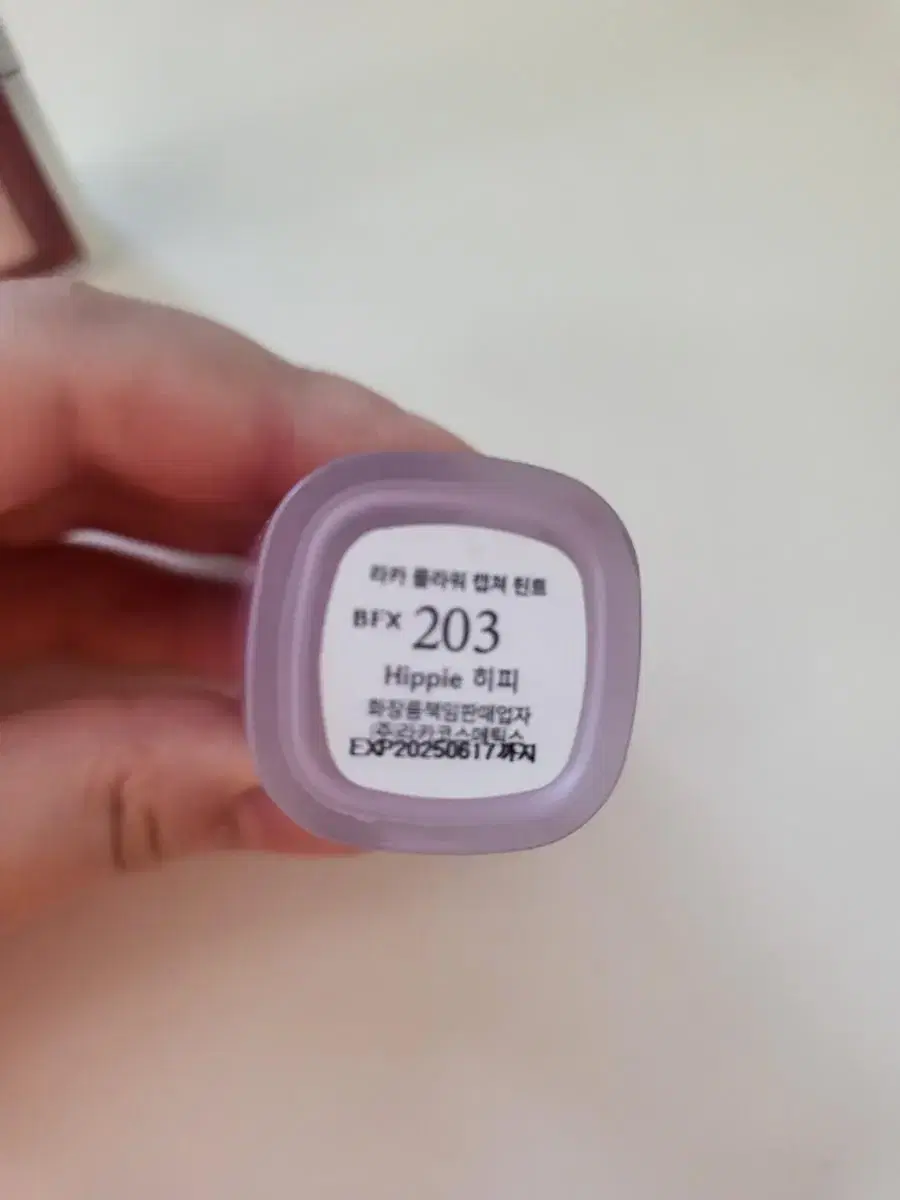 라카 플라워 캡쳐 틴트
BFX 203
Hippie 히피
화장품책임판매업자
(주)라카코스메틱스
EXP20250617까지